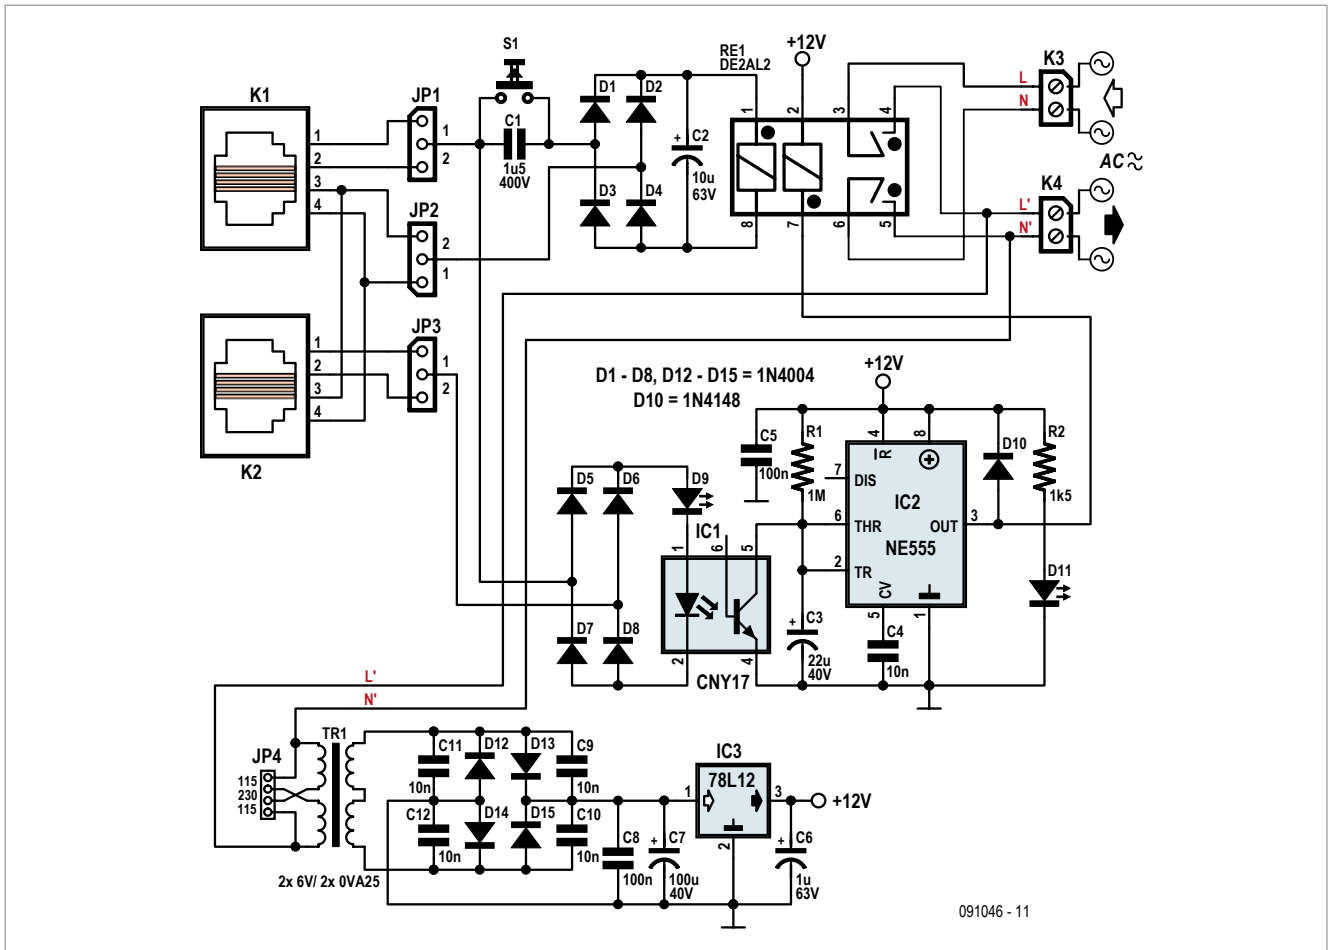 K1
1
2
3
4
JP1
1
2
JP2
2
1
K2
1
2
3
4
JP3
1
2
S1
C1
1u5
400V
D1
D2
D3
D4
+
C2
10u
63V
RE1
DE2AL2
+12V
1
2
3
4
8
7
6
5
L
N
K3
AC≈
L'
N'
K4
D1 - D8, D12 - D15 = 1N4004
D10 = 1N4148
+12V
C5
100n
R1
1M
4
8
R
7
DIS
IC2
6
THR
OUT
3
NE555
2
TR
CV
5
1
D10
R2
1k5
D11
D5
D6
D7
D8
D9
IC1
1
6
5
2
4
CNY17
+
C3
22u
40V
C4
10n
L'
N'
JP4
115
230
115
TR1
2x 6V/ 2x 0VA25
C11
10n
D12
D13
C9
10n
C12
10n
D14
D15
C10
10n
C8
100n
+
C7
100u
40V
IC3
78L12
1
3
2
+12V
+
C6
1u
63V
091046 - 11